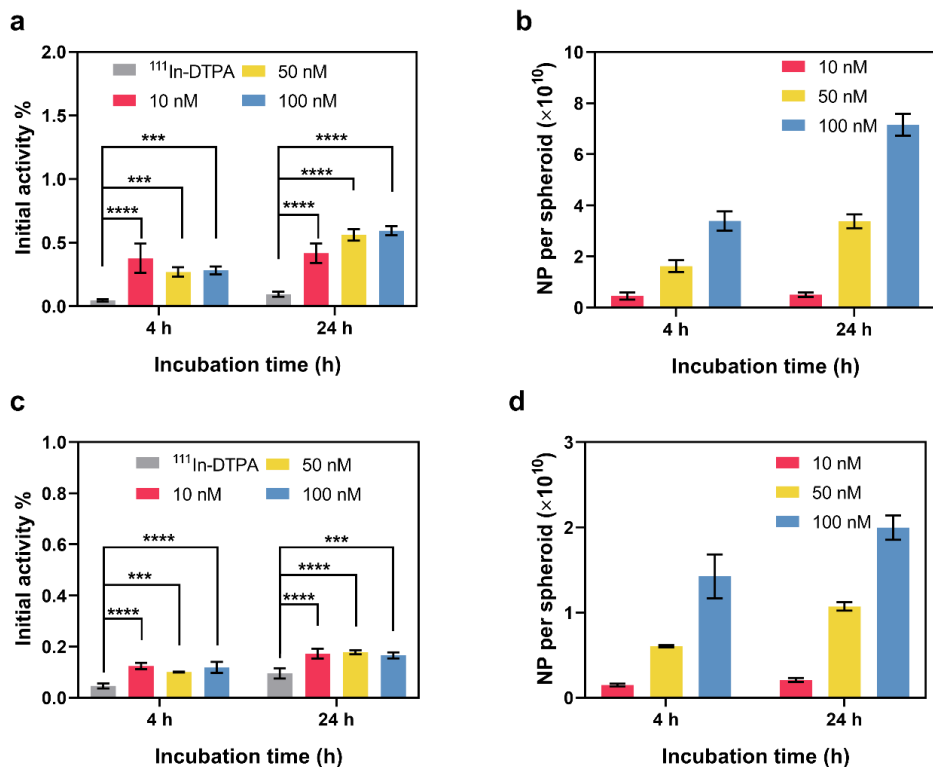 a
Initial activity %
2.0
1.5
1.0
0.5
0.0
¹¹¹In-DTPA
50 nM
10 nM
100 nM
***
***
****
****
****
****
4 h
24 h
Incubation time (h)
b
NP per spheroid (×10¹⁰)
10
8
6
4
2
0
10 nM
50 nM
100 nM
4 h
24 h
Incubation time (h)
c
Initial activity %
1.0
0.8
0.6
0.4
0.2
0.0
¹¹¹In-DTPA
50 nM
10 nM
100 nM
****
***
****
***
****
****
4 h
24 h
Incubation time (h)
d
NP per spheroid (×10¹⁰)
3
2
1
0
10 nM
50 nM
100 nM
4 h
24 h
Incubation time (h)